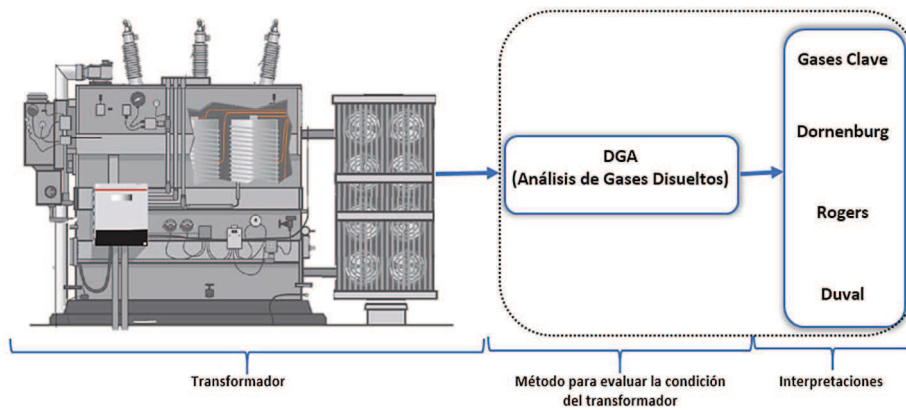 Gases Clave
Dornenburg
DGA
(Análisis de Gases Disueltos)
Rogers
Duval
Transformador
Método para evaluar la condición
del transformador
Interpretaciones